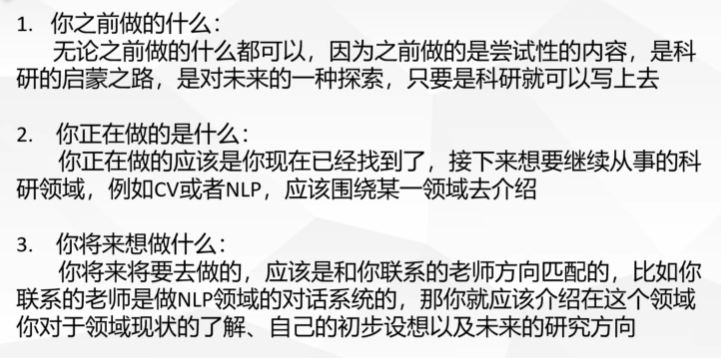 1. 你之前做的什么：
无论之前做的什么都可以，因为之前做的是尝试性的内容，是科
研的启蒙之路，是对未来的一种探索，只要是科研就可以写上去
2. 你正在做的是什么：
你正在做的应该是你现在已经找到了，接下来想要继续从事的科
研领域，例如CV或者NLP，应该围绕某一领域去介绍
3. 你将来想做什么：
你将来将要去做的，应该是和你联系的老师方向匹配的，比如你
联系的老师是做NLP领域的对话系统的，那你就应该介绍在这个领域
你对于领域现状的了解、自己的初步设想以及未来的研究方向